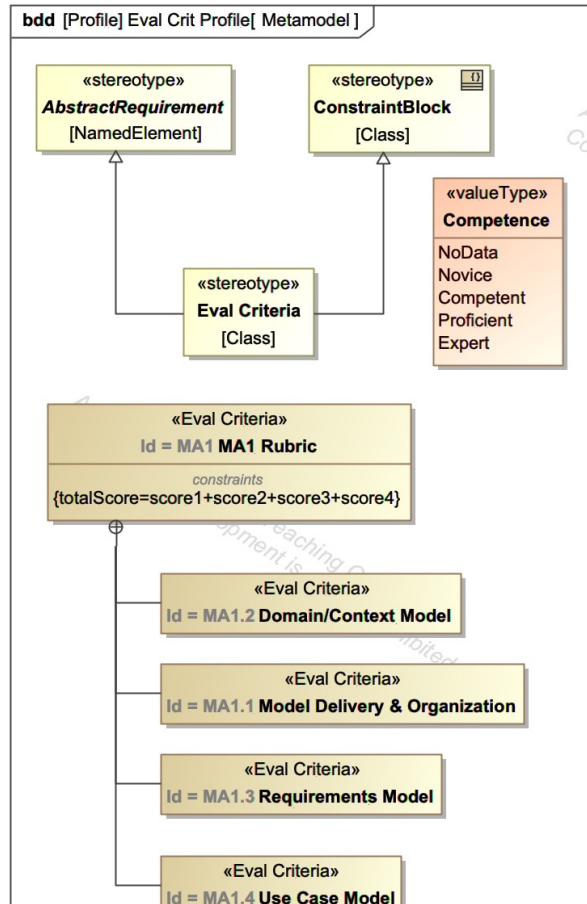 bdd [Profile] Eval Crit Profile[ Metamodel ]
«stereotype»
AbstractRequirement
[NamedElement]
«stereotype»
{}
ConstraintBlock
[Class]
«valueType»
Competence
NoData
Novice
Competent
Proficient
Expert
«stereotype»
Eval Criteria
[Class]
«Eval Criteria»
Id = MA1 MA1 Rubric
constraints
{totalScore=score1+score2+score3+score4}
«Eval Criteria»
Id = MA1.2 Domain/Context Model
«Eval Criteria»
Id = MA1.1 Model Delivery & Organization
«Eval Criteria»
Id = MA1.3 Requirements Model
«Eval Criteria»
Id = MA1.4 Use Case Model